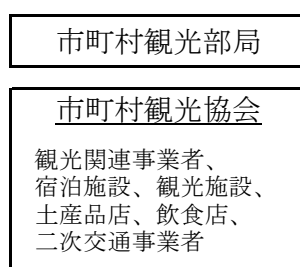 市町村観光部局
市町村観光協会
観光関連事業者、
宿泊施設、観光施設、
土産品店、飲食店、
二次交通事業者